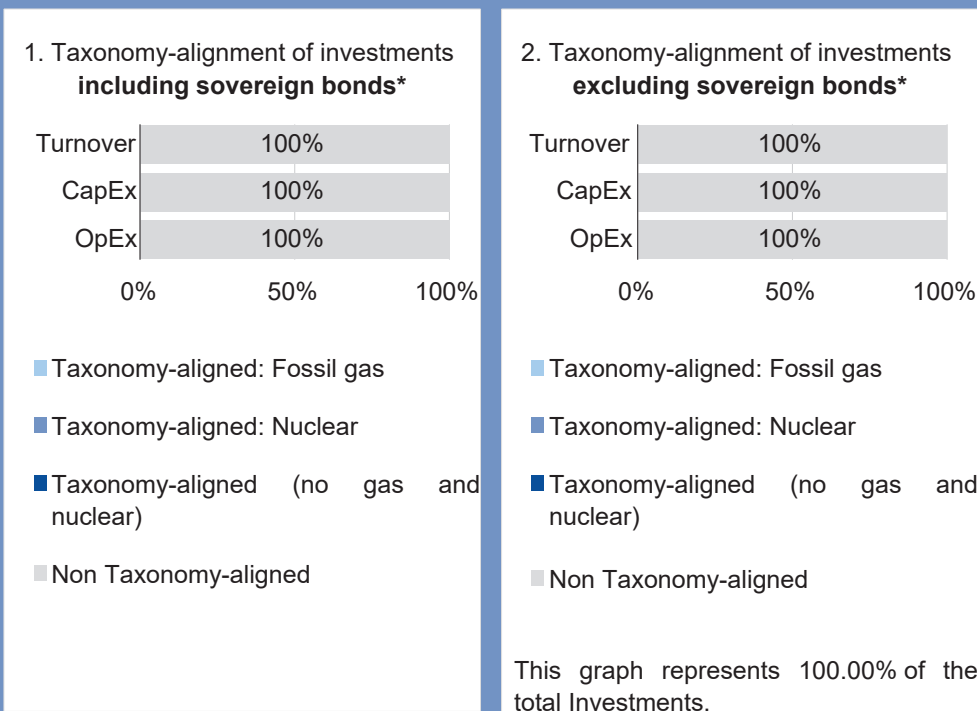 1. Taxonomy-alignment of investments
including sovereign bonds*
Turnover 100%
CapEx 100%
OpEx 100%
0% 50% 100%
Taxonomy-aligned: Fossil gas
Taxonomy-aligned: Nuclear
Taxonomy-aligned (no gas and
nuclear)
Non Taxonomy-aligned
2. Taxonomy-alignment of investments
excluding sovereign bonds*
Turnover 100%
CapEx 100%
OpEx 100%
0% 50% 100%
Taxonomy-aligned: Fossil gas
Taxonomy-aligned: Nuclear
Taxonomy-aligned (no gas and
nuclear)
Non Taxonomy-aligned
This graph represents 100.00% of the
total Investments.